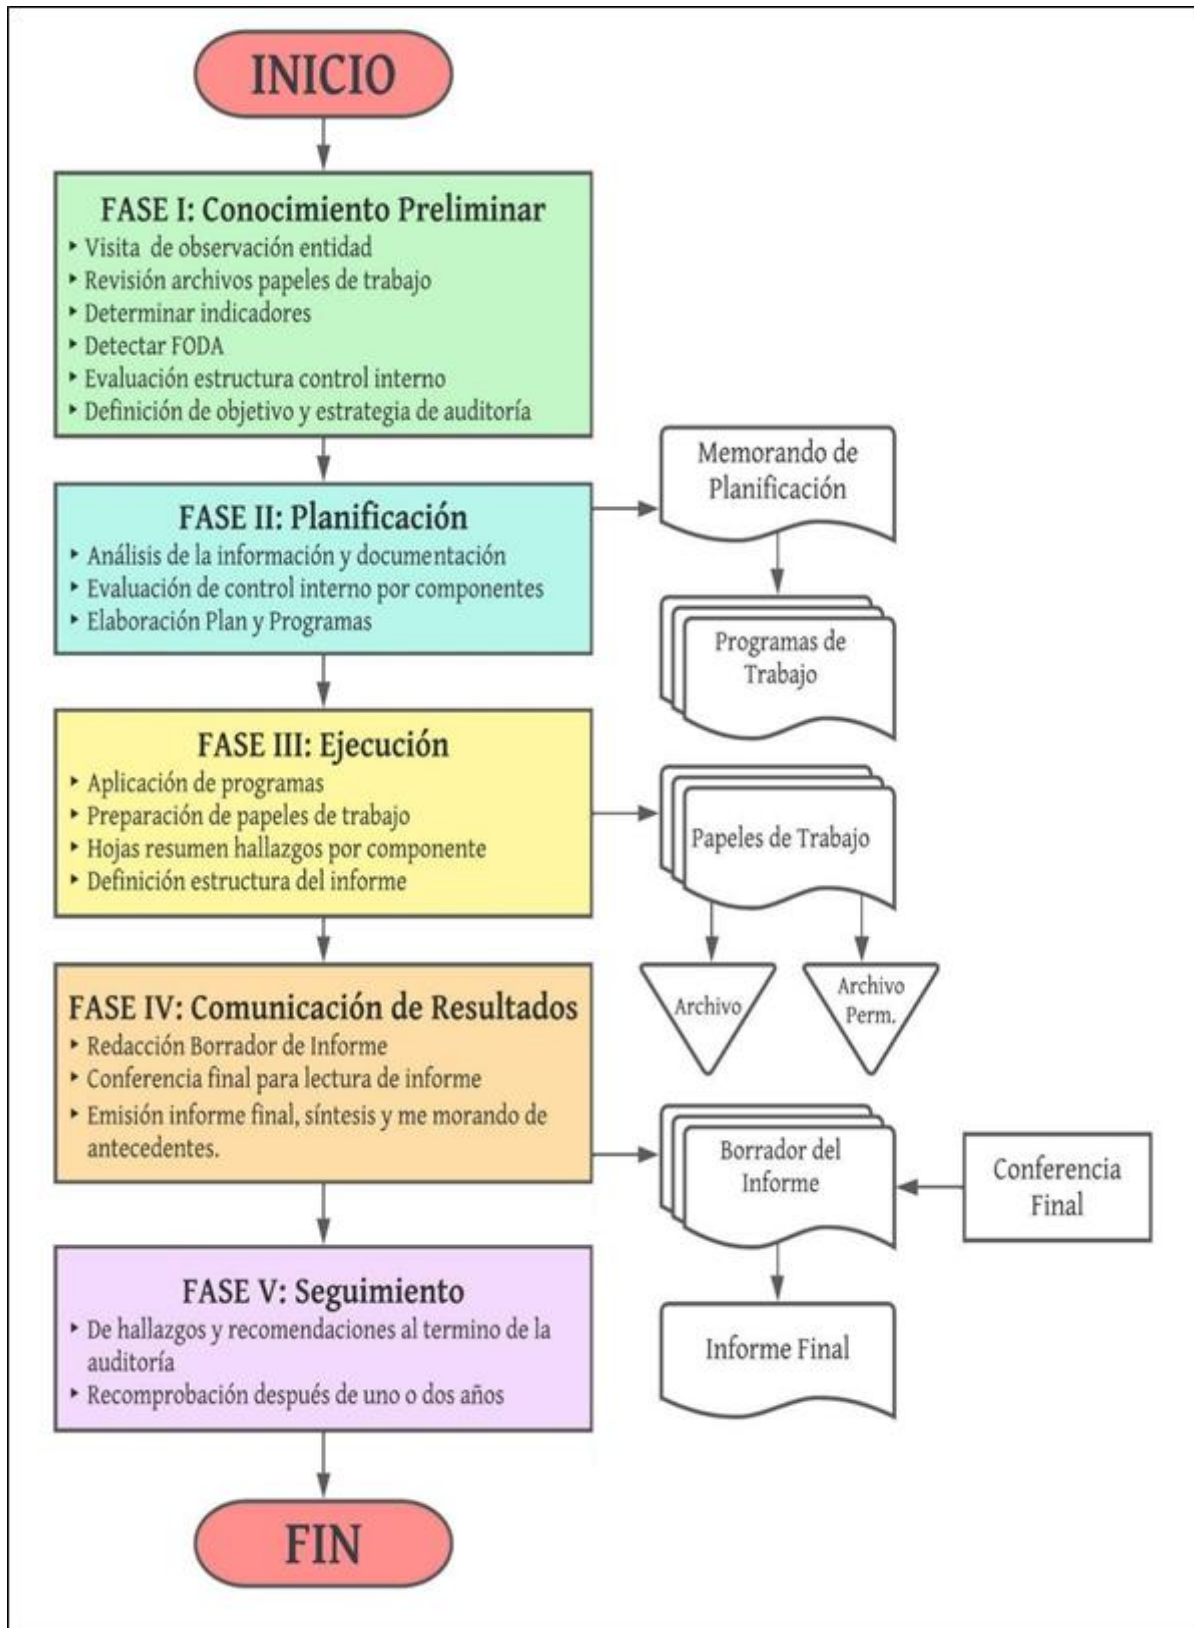 INICIO
FASE I: Conocimiento Preliminar
‣ Visita de observación entidad
‣ Revisión archivos papeles de trabajo
‣ Determinar indicadores
‣ Detectar FODA
‣ Evaluación estructura control interno
‣ Definición de objetivo y estrategia de auditoría
FASE II: Planificación
‣ Análisis de la información y documentación
‣ Evaluación de control interno por componentes
‣ Elaboración Plan y Programas
Memorando de
Planificación
Programas de
Trabajo
FASE III: Ejecución
‣ Aplicación de programas
‣ Preparación de papeles de trabajo
‣ Hojas resumen hallazgos por componente
‣ Definición estructura del informe
Papeles de Trabajo
Archivo
Archivo
Perm.
FASE IV: Comunicación de Resultados
‣ Redacción Borrador de Informe
‣ Conferencia final para lectura de informe
‣ Emisión informe final, síntesis y me morando de
antecedentes.
Borrador del
Informe
Conferencia
Final
Informe Final
FASE V: Seguimiento
‣ De hallazgos y recomendaciones al termino de la
auditoría
‣ Recomprobación después de uno o dos años
FIN